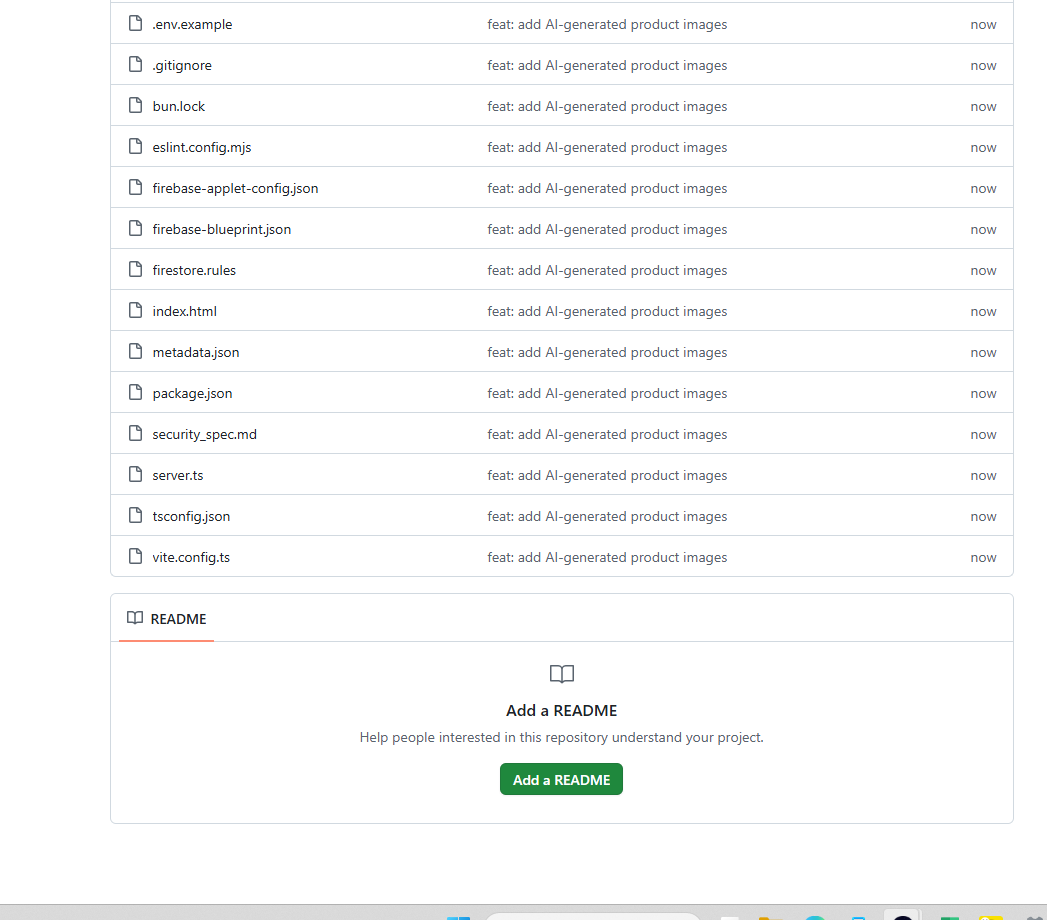 .env.example feat: add AI-generated product images now
.gitignore feat: add AI-generated product images now
bun.lock feat: add AI-generated product images now
eslint.config.mjs feat: add AI-generated product images now
firebase-applet-config.json feat: add AI-generated product images now
firebase-blueprint.json feat: add AI-generated product images now
firestore.rules feat: add AI-generated product images now
index.html feat: add AI-generated product images now
metadata.json feat: add AI-generated product images now
package.json feat: add AI-generated product images now
security_spec.md feat: add AI-generated product images now
server.ts feat: add AI-generated product images now
tsconfig.json feat: add AI-generated product images now
vite.config.ts feat: add AI-generated product images now
README
Add a README
Help people interested in this repository understand your project.
Add a README